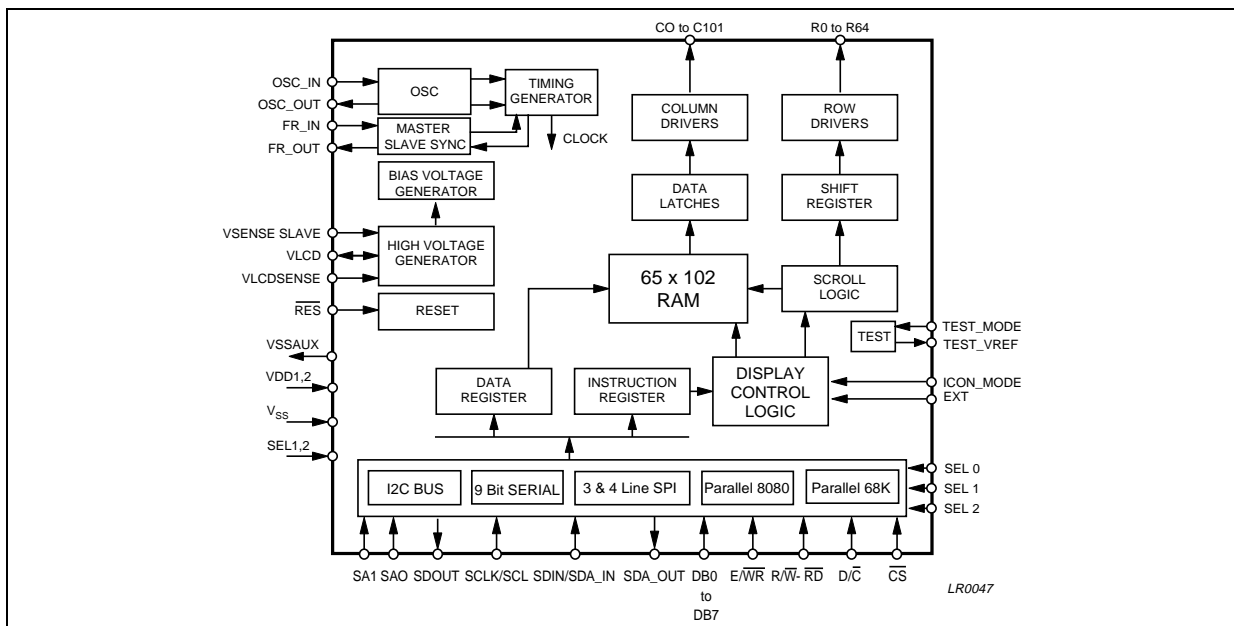 CO to C101
R0 to R64
OSC_IN
OSC_OUT
FR_IN
FR_OUT
OSC
TIMING
GENERATOR
MASTER
SLAVE SYNC
CLOCK
COLUMN
DRIVERS
ROW
DRIVERS
BIAS VOLTAGE
GENERATOR
DATA
LATCHES
SHIFT
REGISTER
VSENSE SLAVE
VLCD
VLCDSENSE
HIGH VOLTAGE
GENERATOR
65 x 102
RAM
SCROLL
LOGIC
RES
RESET
TEST
TEST_MODE
TEST_VREF
VSSAUX
VDD1,2
VSS
SEL1,2
DATA
REGISTER
INSTRUCTION
REGISTER
DISPLAY
CONTROL
LOGIC
ICON_MODE
EXT
I2C BUS
9 Bit SERIAL
3 & 4 Line SPI
Parallel 8080
Parallel 68K
SEL 0
SEL 1
SEL 2
SA1
SAO
SDOUT
SCLK/SCL
SDIN/SDA_IN
SDA_OUT
DB0
to
DB7
E/WR
R/W- RD
D/C
CS
LR0047